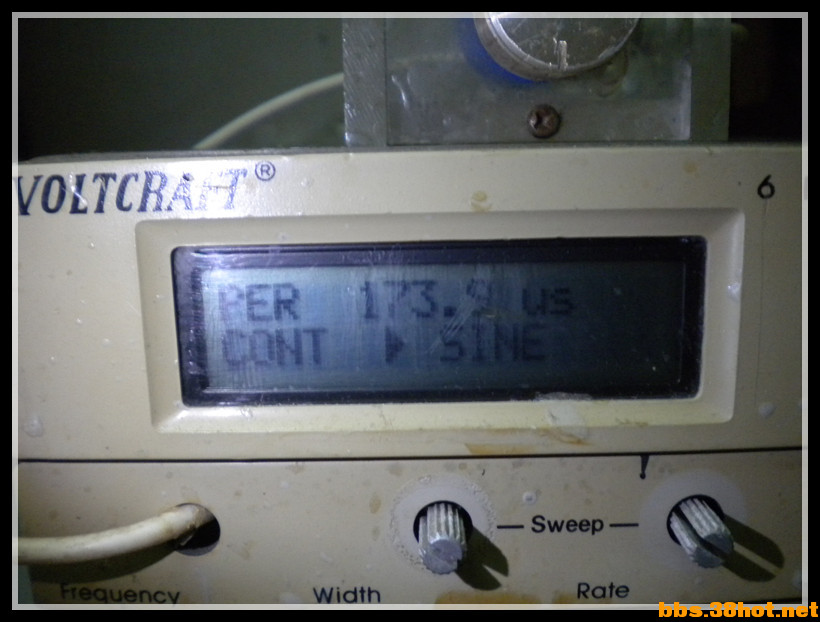 VOLTCRAFT®
6
PER 173.9 us
CONT ▶ SINE
Sweep
Frequency
Width
Rate
bbs.38hot.net